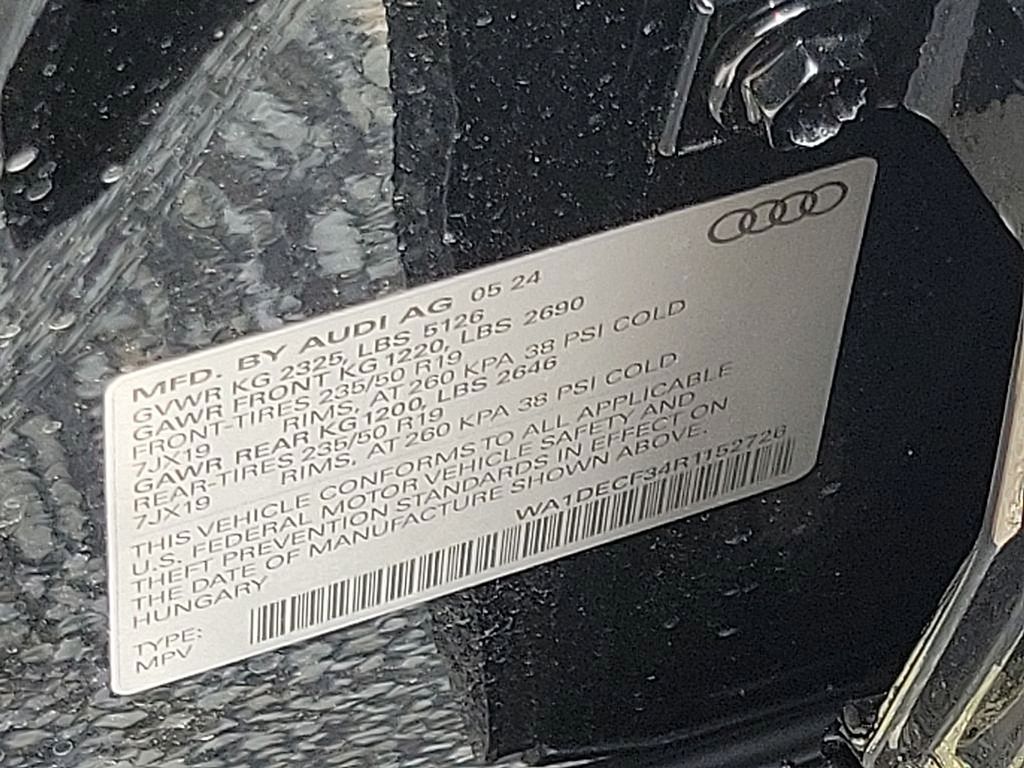 MFD. BY AUDI AG 05 24
GVWR KG 2325, LBS 5126
GAWR FRONT KG 1220, LBS 2690
FRONT-TIRES 235/50 R19
7JX19 RIMS, AT 260 KPA 38 PSI COLD
GAWR REAR KG 1200, LBS 2646
REAR-TIRES 235/50 R19
7JX19 RIMS, AT 260 KPA 38 PSI COLD
THIS VEHICLE CONFORMS TO ALL APPLICABLE
U.S. FEDERAL MOTOR VEHICLE SAFETY AND
THEFT PREVENTION STANDARDS IN EFFECT ON
THE DATE OF MANUFACTURE SHOWN ABOVE.
HUNGARY WA1DECF34R1152726
TYPE:
MPV